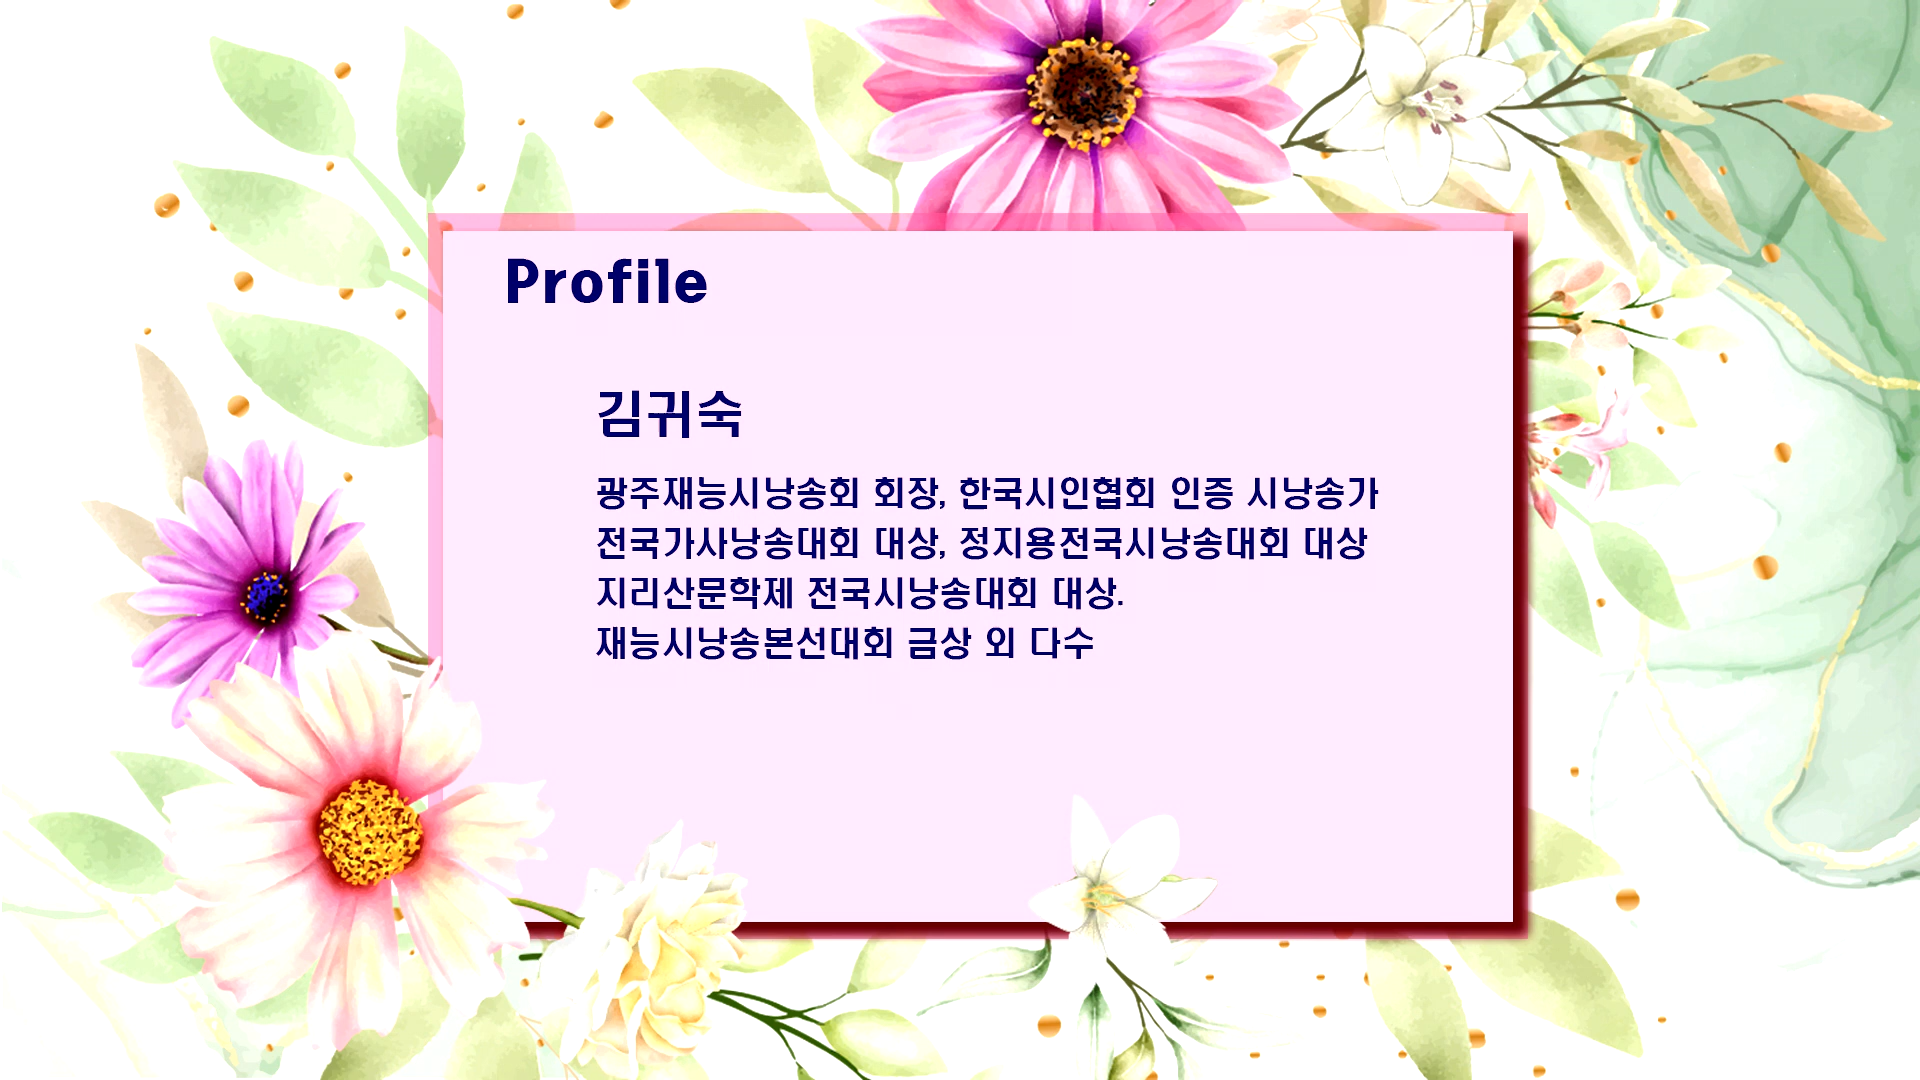 Profile
김귀숙
광주재능시낭송회 회장, 한국시인협회 인증 시낭송가
전국가사낭송대회 대상, 정지용전국시낭송대회 대상
지리산문학제 전국시낭송대회 대상.
재능시낭송본선대회 금상 외 다수